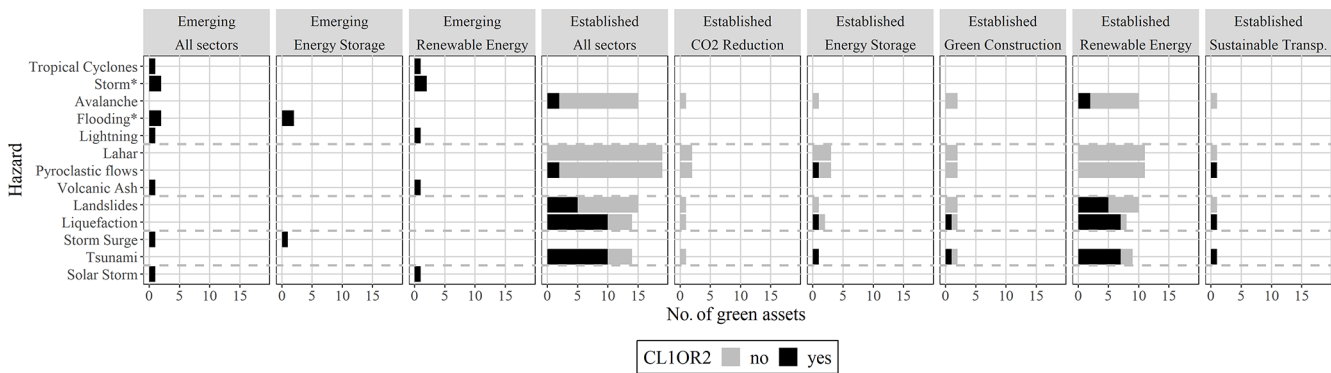 Emerging Emerging Emerging Established Established Established Established Established Established
All sectors Energy Storage Renewable Energy All sectors CO2 Reduction Energy Storage Green Construction Renewable Energy Sustainable Transp.
Hazard
Tropical Cyclones
Storm*
Avalanche
Flooding*
Lightning
Lahar
Pyroclastic flows
Volcanic Ash
Landslides
Liquefaction
Storm Surge
Tsunami
Solar Storm
0 5 10 15 0 5 10 15 0 5 10 15 0 5 10 15 0 5 10 15 0 5 10 15 0 5 10 15 0 5 10 15 0 5 10 15
No. of green assets
CL1OR2 no yes